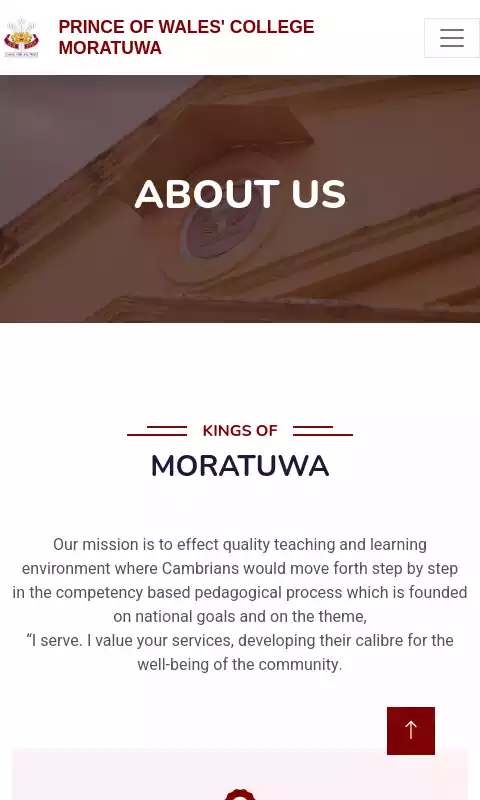 PRINCE OF WALES' COLLEGE
MORATUWA
ABOUT US
KINGS OF
MORATUWA
Our mission is to effect quality teaching and learning
environment where Cambrians would move forth step by step
in the competency based pedagogical process which is founded
on national goals and on the theme,
“I serve. I value your services, developing their calibre for the
well-being of the community.